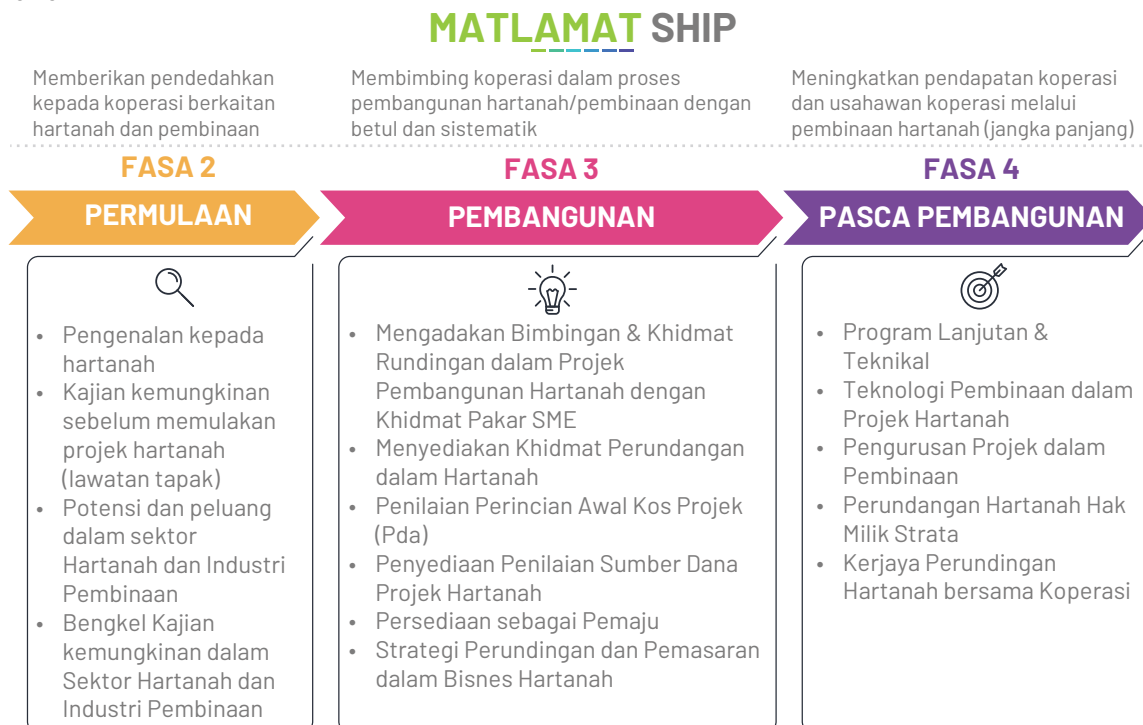 MATLAMAT SHIP
Memberikan pendedahkan
kepada koperasi berkaitan
hartanah dan pembinaan
Membimbing koperasi dalam proses
pembangunan hartanah/pembinaan dengan
betul dan sistematik
Meningkatkan pendapatan koperasi
dan usahawan koperasi melalui
pembinaan hartanah (jangka panjang)
FASA 2
PERMULAAN
• Pengenalan kepada
hartanah
• Kajian kemungkinan
sebelum memulakan
projek hartanah
(lawatan tapak)
• Potensi dan peluang
dalam sektor
Hartanah dan Industri
Pembinaan
• Bengkel Kajian
kemungkinan dalam
Sektor Hartanah dan
Industri Pembinaan
FASA 3
PEMBANGUNAN
• Mengadakan Bimbingan & Khidmat
Rundingan dalam Projek
Pembangunan Hartanah dengan
Khidmat Pakar SME
• Menyediakan Khidmat Perundangan
dalam Hartanah
• Penilaian Perincian Awal Kos Projek
(Pda)
• Penyediaan Penilaian Sumber Dana
Projek Hartanah
• Persediaan sebagai Pemaju
• Strategi Perundingan dan Pemasaran
dalam Bisnes Hartanah
FASA 4
PASCA PEMBANGUNAN
• Program Lanjutan &
Teknikal
• Teknologi Pembinaan dalam
Projek Hartanah
• Pengurusan Projek dalam
Pembinaan
• Perundangan Hartanah Hak
Milik Strata
• Kerjaya Perundingan
Hartanah bersama Koperasi